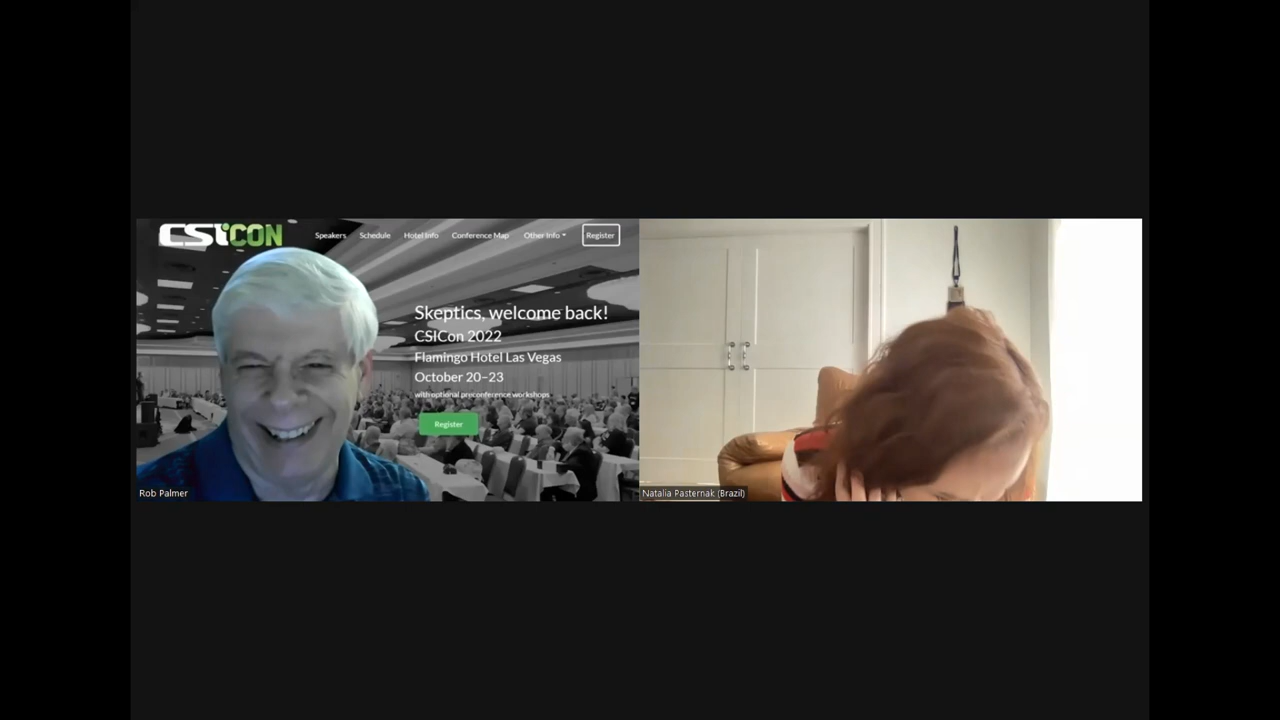 CSICON
Speakers Schedule Hotel Info Conference Map Other Info Register
Skeptics, welcome back!
CSICon 2022
Flamingo Hotel Las Vegas
October 20–23
with optional preconference workshops
Register
Rob Palmer
Natalia Pasternak (Brazil)